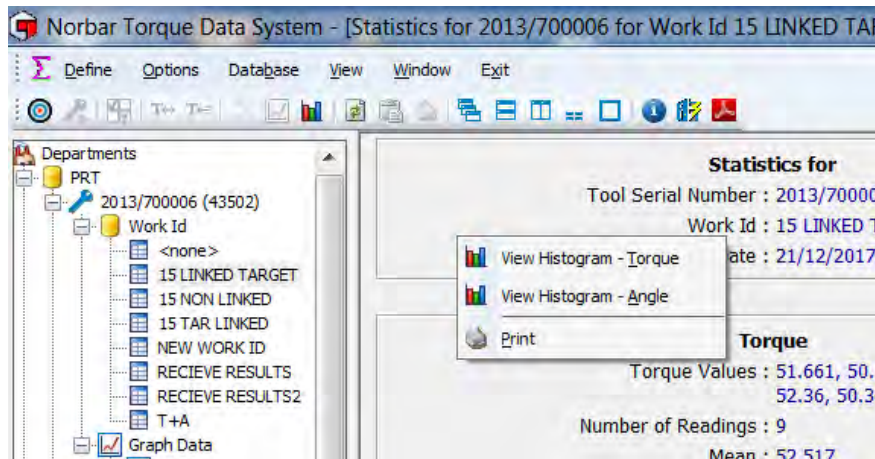 Norbar Torque Data System - [Statistics for 2013/700006 for Work Id 15 LINKED TAR
Define Options Database View Window Exit
Departments
PRT
2013/700006 (43502)
Work Id
<none>
15 LINKED TARGET
15 NON LINKED
15 TAR LINKED
NEW WORK ID
RECIEVE RESULTS
RECIEVE RESULTS2
T+A
Graph Data
Statistics for
Tool Serial Number : 2013/70000
Work Id : 15 LINKED T
ate : 21/12/2017
View Histogram - Torque
View Histogram - Angle
Print
Torque
Torque Values : 51.661, 50.
52.36, 50.3
Number of Readings : 9
Mean : 52.517